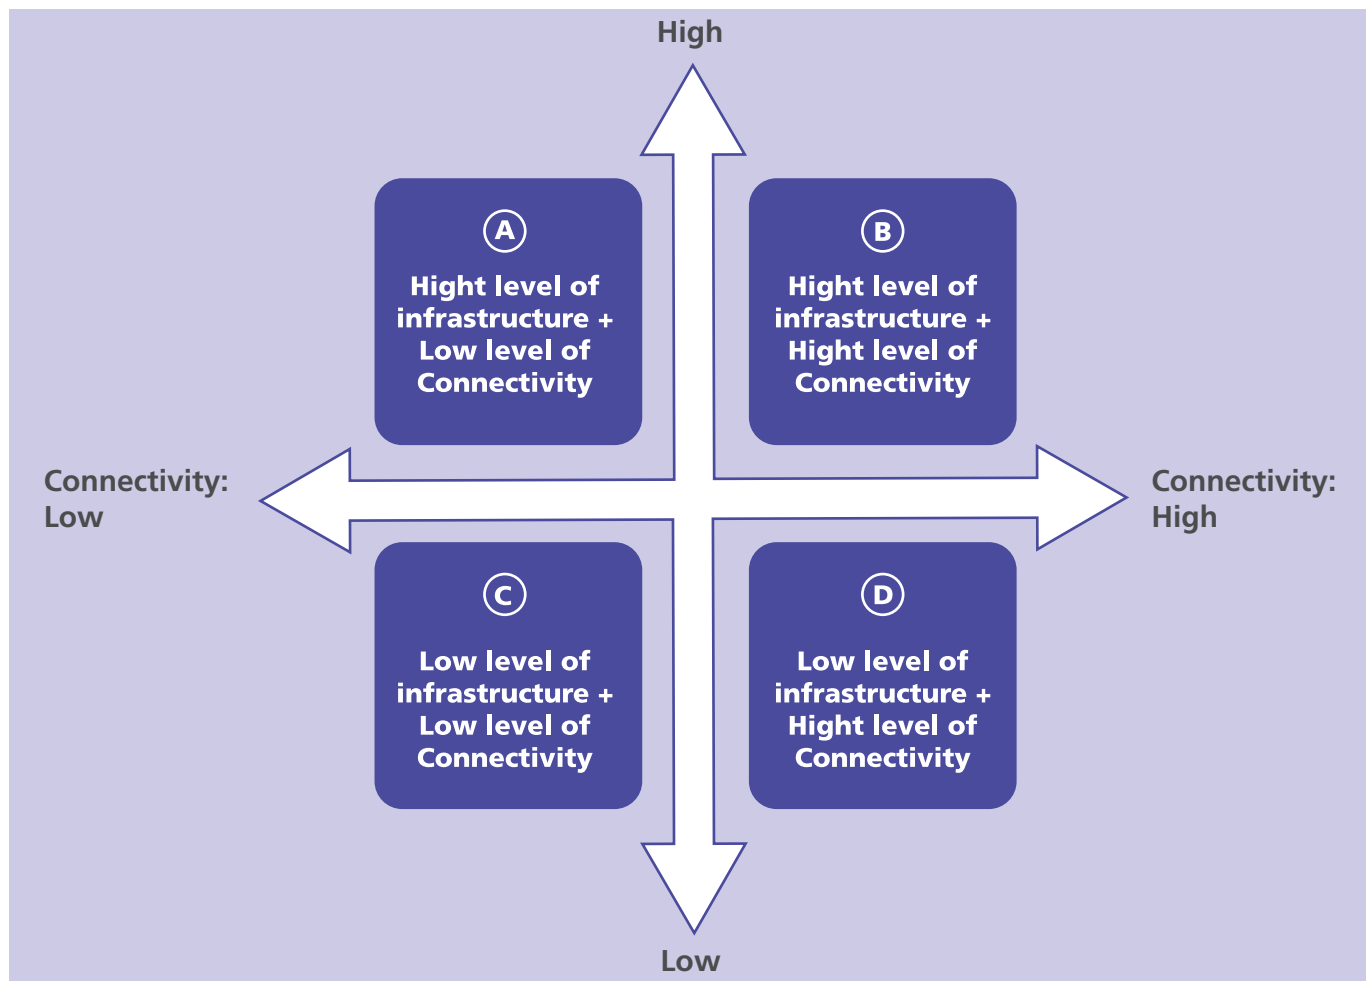 High
A
Hight level of
infrastructure +
Low level of
Connectivity
B
Hight level of
infrastructure +
Hight level of
Connectivity
Connectivity:
Low
Connectivity:
High
C
Low level of
infrastructure +
Low level of
Connectivity
D
Low level of
infrastructure +
Hight level of
Connectivity
Low